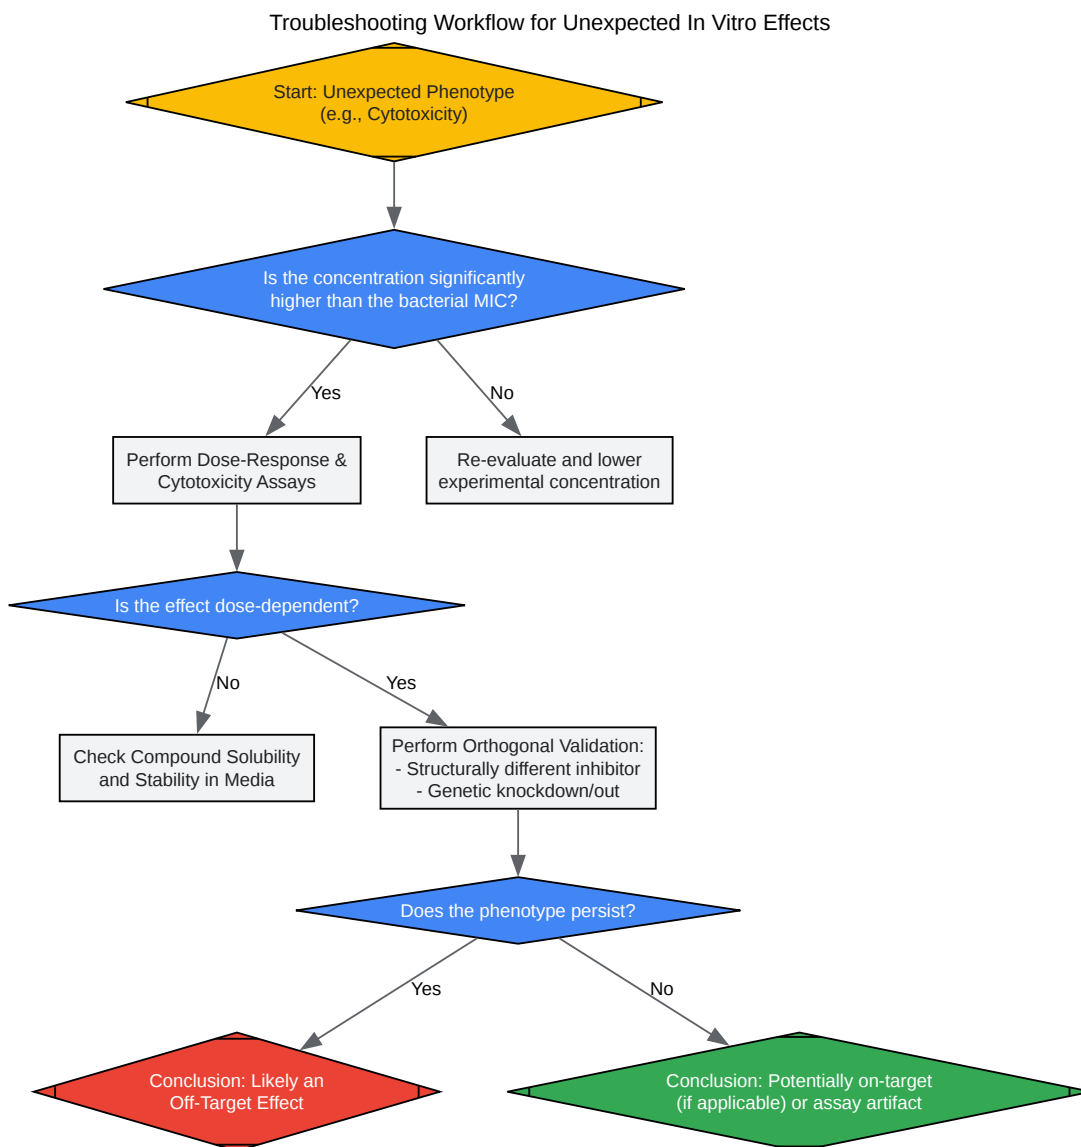 Troubleshooting Workflow for Unexpected In Vitro Effects
Start: Unexpected Phenotype
(e.g., Cytotoxicity)
Is the concentration significantly
higher than the bacterial MIC?
Yes
No
Perform Dose-Response &
Cytotoxicity Assays
Re-evaluate and lower
experimental concentration
Is the effect dose-dependent?
No
Yes
Check Compound Solubility
and Stability in Media
Perform Orthogonal Validation:
- Structurally different inhibitor
- Genetic knockdown/out
Does the phenotype persist?
Yes
No
Conclusion: Likely an
Off-Target Effect
Conclusion: Potentially on-target
(if applicable) or assay artifact